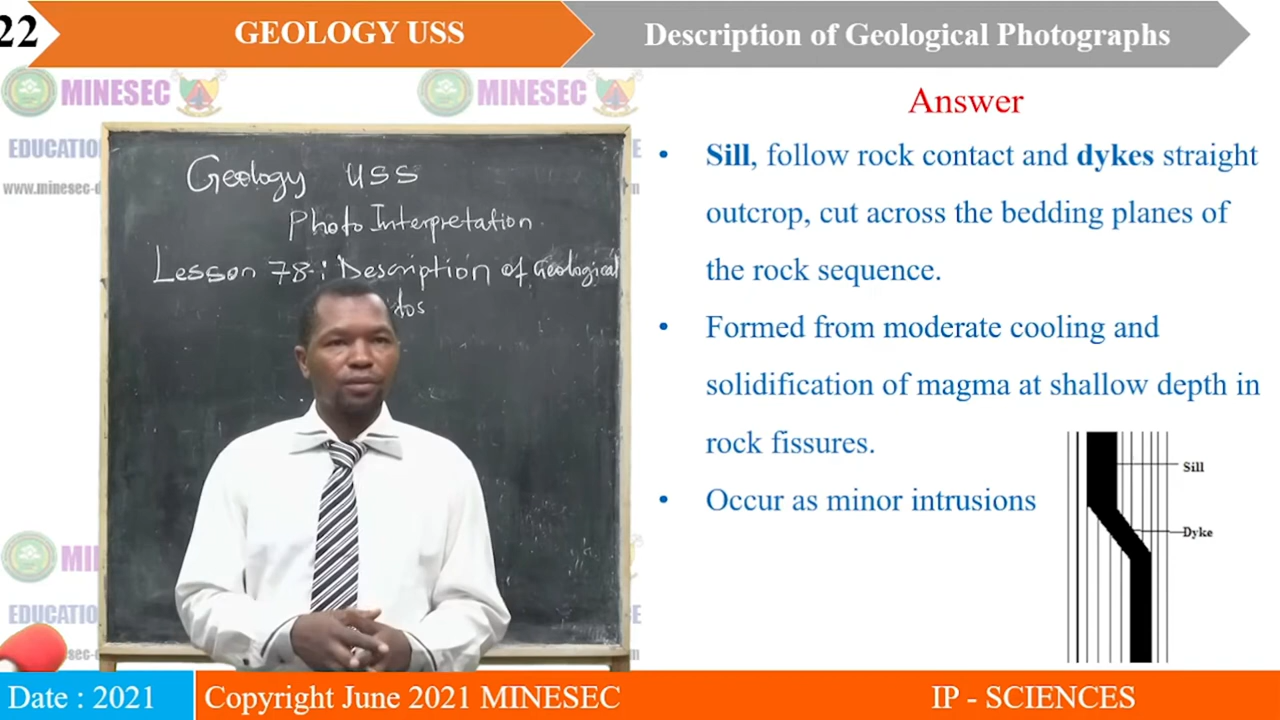 22
GEOLOGY USS
Description of Geological Photographs
MINESEC
MINESEC
EDUCATIO
www.minesec-d
Geology USS
Photo Interpretation
Lesson 78: Description of Geological
tos
MI
EDUCATIO
sec-d
Answer
• Sill, follow rock contact and dykes straight
outcrop, cut across the bedding planes of
the rock sequence.
• Formed from moderate cooling and
solidification of magma at shallow depth in
rock fissures.
• Occur as minor intrusions
Sill
Dyke
Date : 2021
Copyright June 2021 MINESEC
IP - SCIENCES